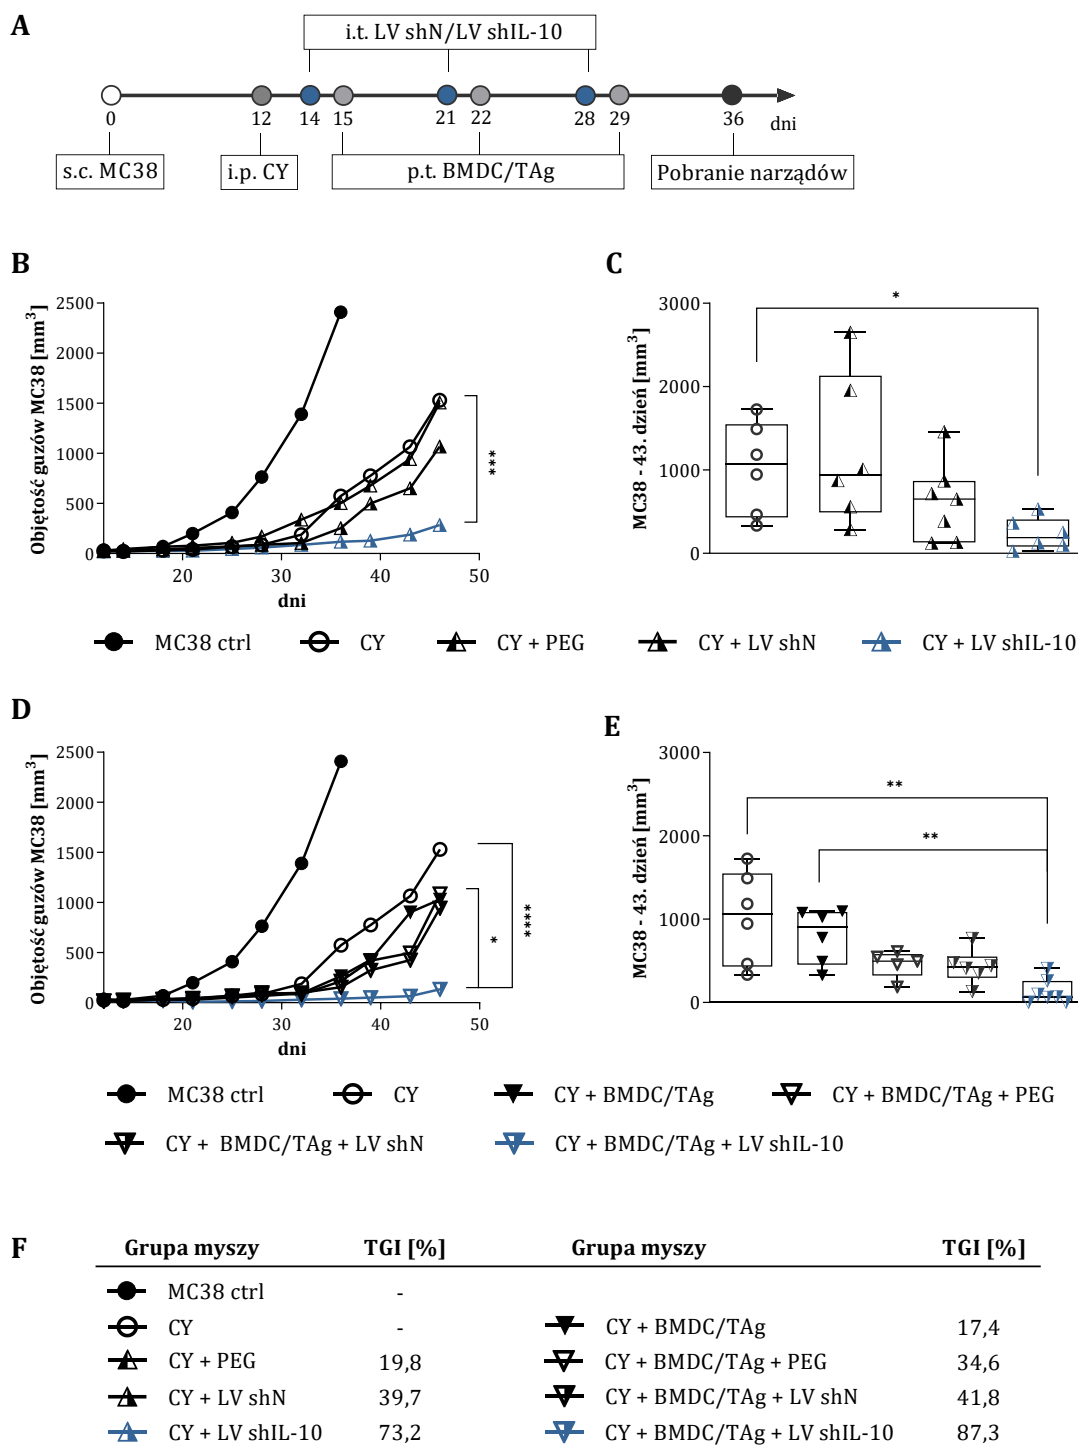 A
i.t. LV shN/LV shIL-10
0 12 14 15 21 22 28 29 36 dni
s.c. MC38 i.p. CY p.t. BMDC/TAg Pobranie narządów
B
Objętość guzów MC38 [mm³]
2500
2000
1500
1000
500
0
20 30 40 50
dni
***
C
MC38 - 43. dzień [mm³]
3000
2000
1000
0
*
MC38 ctrl CY CY + PEG CY + LV shN CY + LV shIL-10
D
Objętość guzów MC38 [mm³]
2500
2000
1500
1000
500
0
20 30 40 50
dni
*
****
E
MC38 - 43. dzień [mm³]
3000
2000
1000
0
**
**
MC38 ctrl CY CY + BMDC/TAg CY + BMDC/TAg + PEG
CY + BMDC/TAg + LV shN CY + BMDC/TAg + LV shIL-10
F
Grupa myszy TGI [%] Grupa myszy TGI [%]
MC38 ctrl -
CY - CY + BMDC/TAg 17,4
CY + PEG 19,8 CY + BMDC/TAg + PEG 34,6
CY + LV shN 39,7 CY + BMDC/TAg + LV shN 41,8
CY + LV shIL-10 73,2 CY + BMDC/TAg + LV shIL-10 87,3